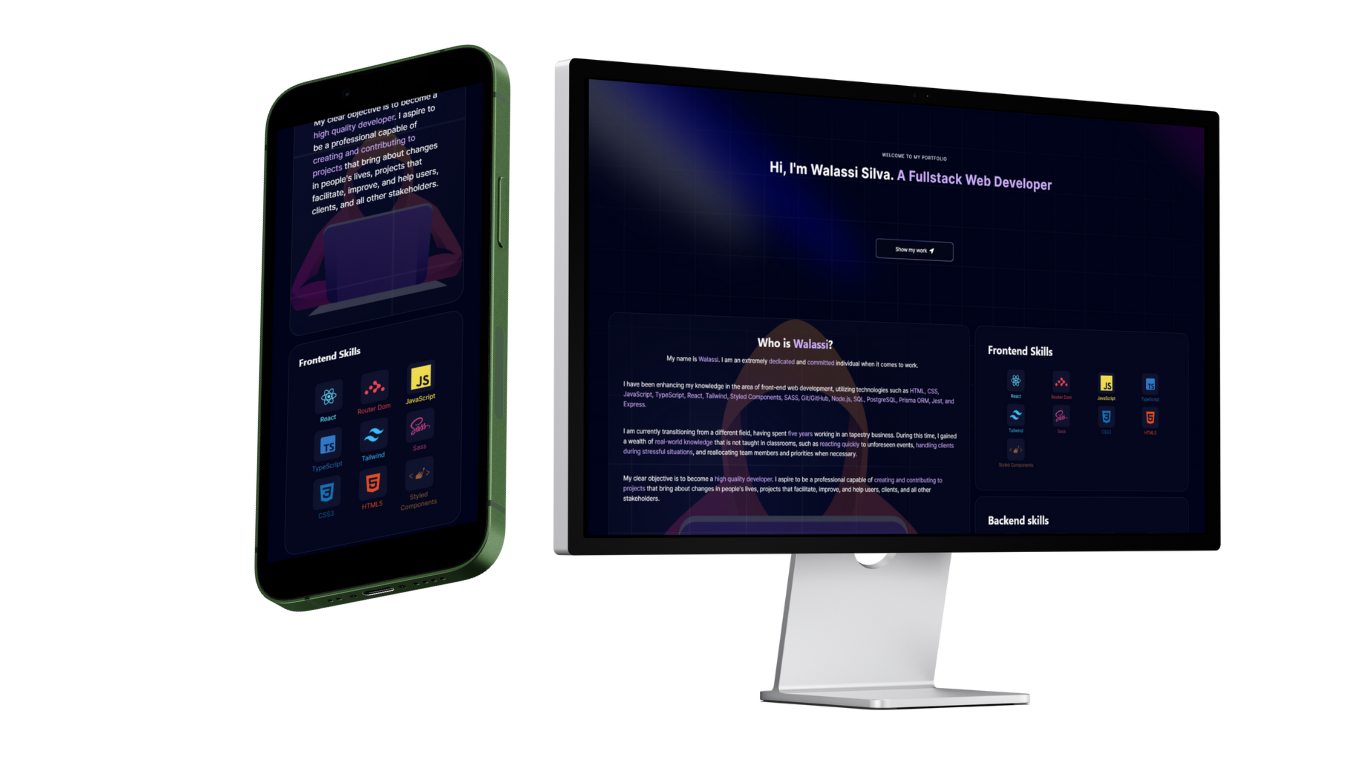 My clear objective is to become a
high quality developer. I aspire to
be a professional capable of
creating and contributing to
projects that bring about changes
in people's lives, projects that
facilitate, improve, and help users,
clients, and all other stakeholders.
Frontend Skills
React
Router Dom
JS
JavaScript
TS
TypeScript
Tailwind
Sass
Sass
3
CSS3
5
HTML5
Styled
Components
WELCOME TO MY PORTFOLIO
Hi, I'm Walassi Silva. A Fullstack Web Developer
Show my work
Who is Walassi?
My name is Walassi. I am an extremely dedicated and committed individual when it comes to work.
I have been enhancing my knowledge in the area of front-end web development, utilizing technologies such as HTML, CSS,
JavaScript, TypeScript, React, Tailwind, Styled Components, SASS, Git/GitHub, Node.js, SQL, PostgreSQL, Prisma ORM, Jest, and
Express.
I am currently transitioning from a different field, having spent five years working in an tapestry business. During this time, I gained
a wealth of real-world knowledge that is not taught in classrooms, such as reacting quickly to unforeseen events, handling clients
during stressful situations, and reallocating team members and priorities when necessary.
My clear objective is to become a high quality developer. I aspire to be a professional capable of creating and contributing to
projects that bring about changes in people's lives, projects that facilitate, improve, and help users, clients, and all other
stakeholders.
Frontend Skills
React
Router Dom
JS
JavaScript
TS
TypeScript
Tailwind
Sass
Sass
3
CSS3
5
HTML5
Styled Components
Backend skills